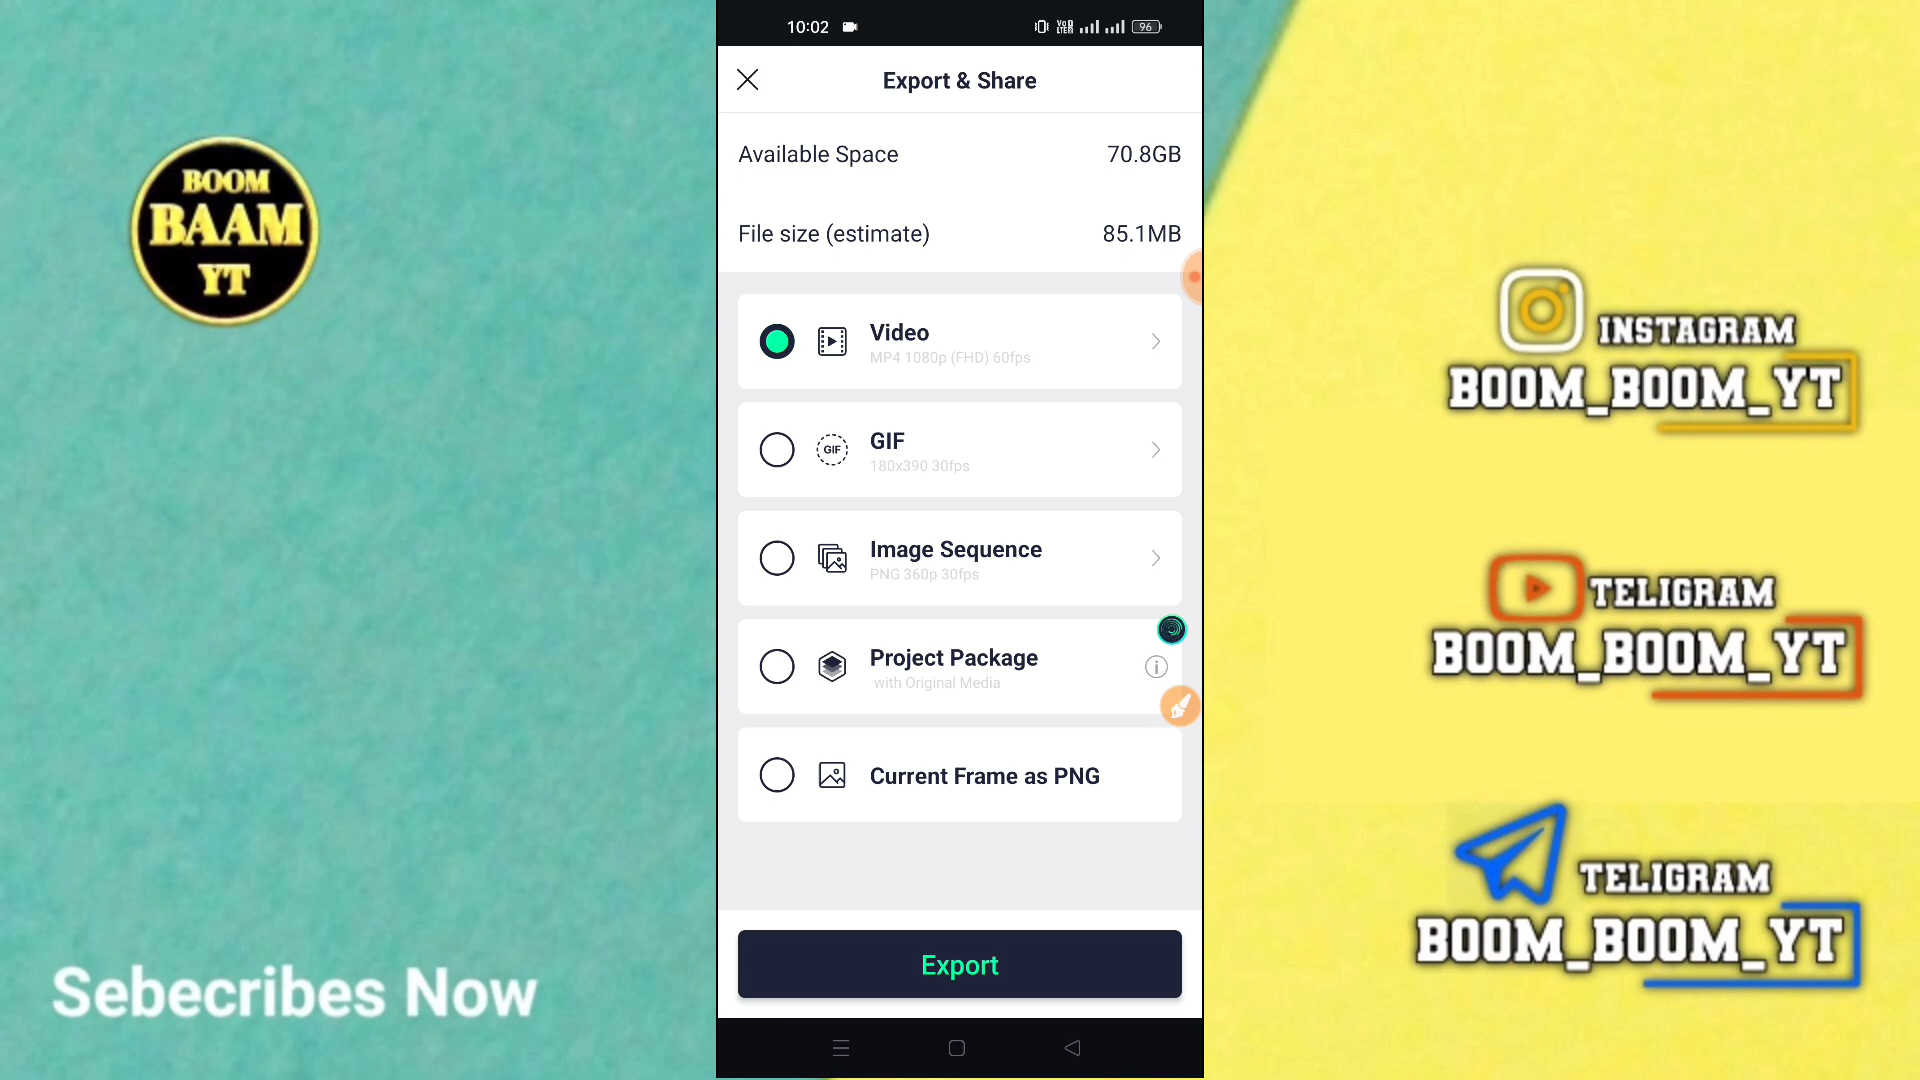 BOOM
BAAM
YT
Sebecribes Now
10:02
VoD
LTE1
96
Export & Share
Available Space
70.8GB
File size (estimate)
85.1MB
Video
MP4 1080p (FHD) 60fps
GIF
GIF
180x390 30fps
Image Sequence
PNG 360p 30fps
Project Package
with Original Media
Current Frame as PNG
Export
INSTAGRAM
BOOM_BOOM_YT
TELIGRAM
BOOM_BOOM_YT
TELIGRAM
BOOM_BOOM_YT